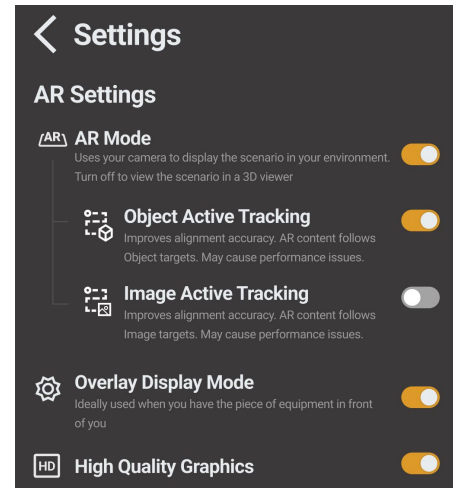 Settings
AR Settings
AR
AR Mode
Uses your camera to display the scenario in your environment.
Turn off to view the scenario in a 3D viewer
Object Active Tracking
Improves alignment accuracy. AR content follows
Object targets. May cause performance issues.
Image Active Tracking
Improves alignment accuracy. AR content follows
Image targets. May cause performance issues.
Overlay Display Mode
Ideally used when you have the piece of equipment in front
of you
HD
High Quality Graphics